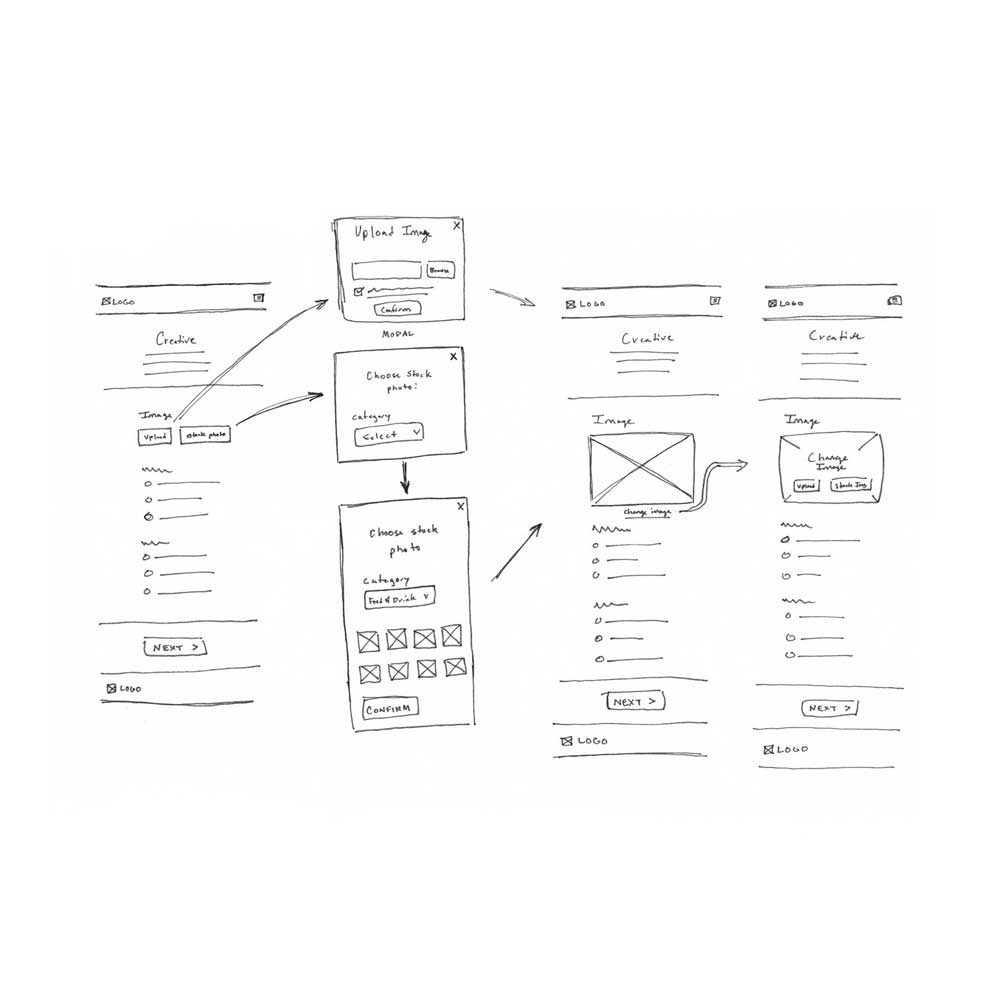 LOGO
Creative
Image
Upload
Stock photo
NEXT >
LOGO
Upload Image
X
Browse
Confirm
MODAL
X
Choose stock
photo:
Category
Select
X
Choose stock
photo
Category
Food & Drink
CONFIRM
LOGO
Creative
Image
change image
NEXT >
LOGO
LOGO
Creative
Image
Change
Image
Upload
Stock Img
NEXT >
LOGO